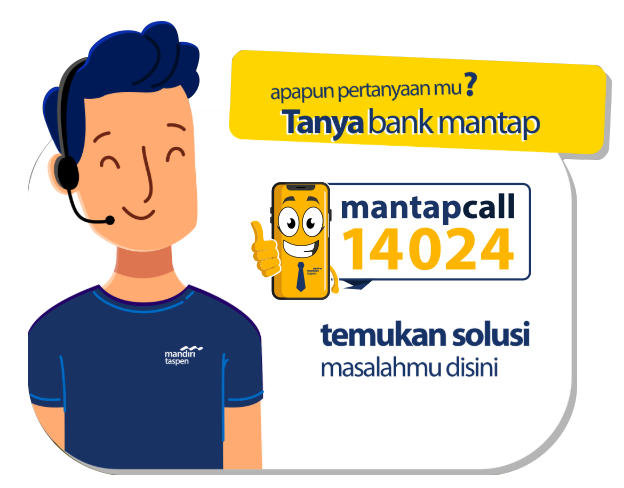 apapun pertanyaan mu?
Tanya bank mantap
mantapcall
14024
temukan solusi
masalahmu disini
mandiri
taspen